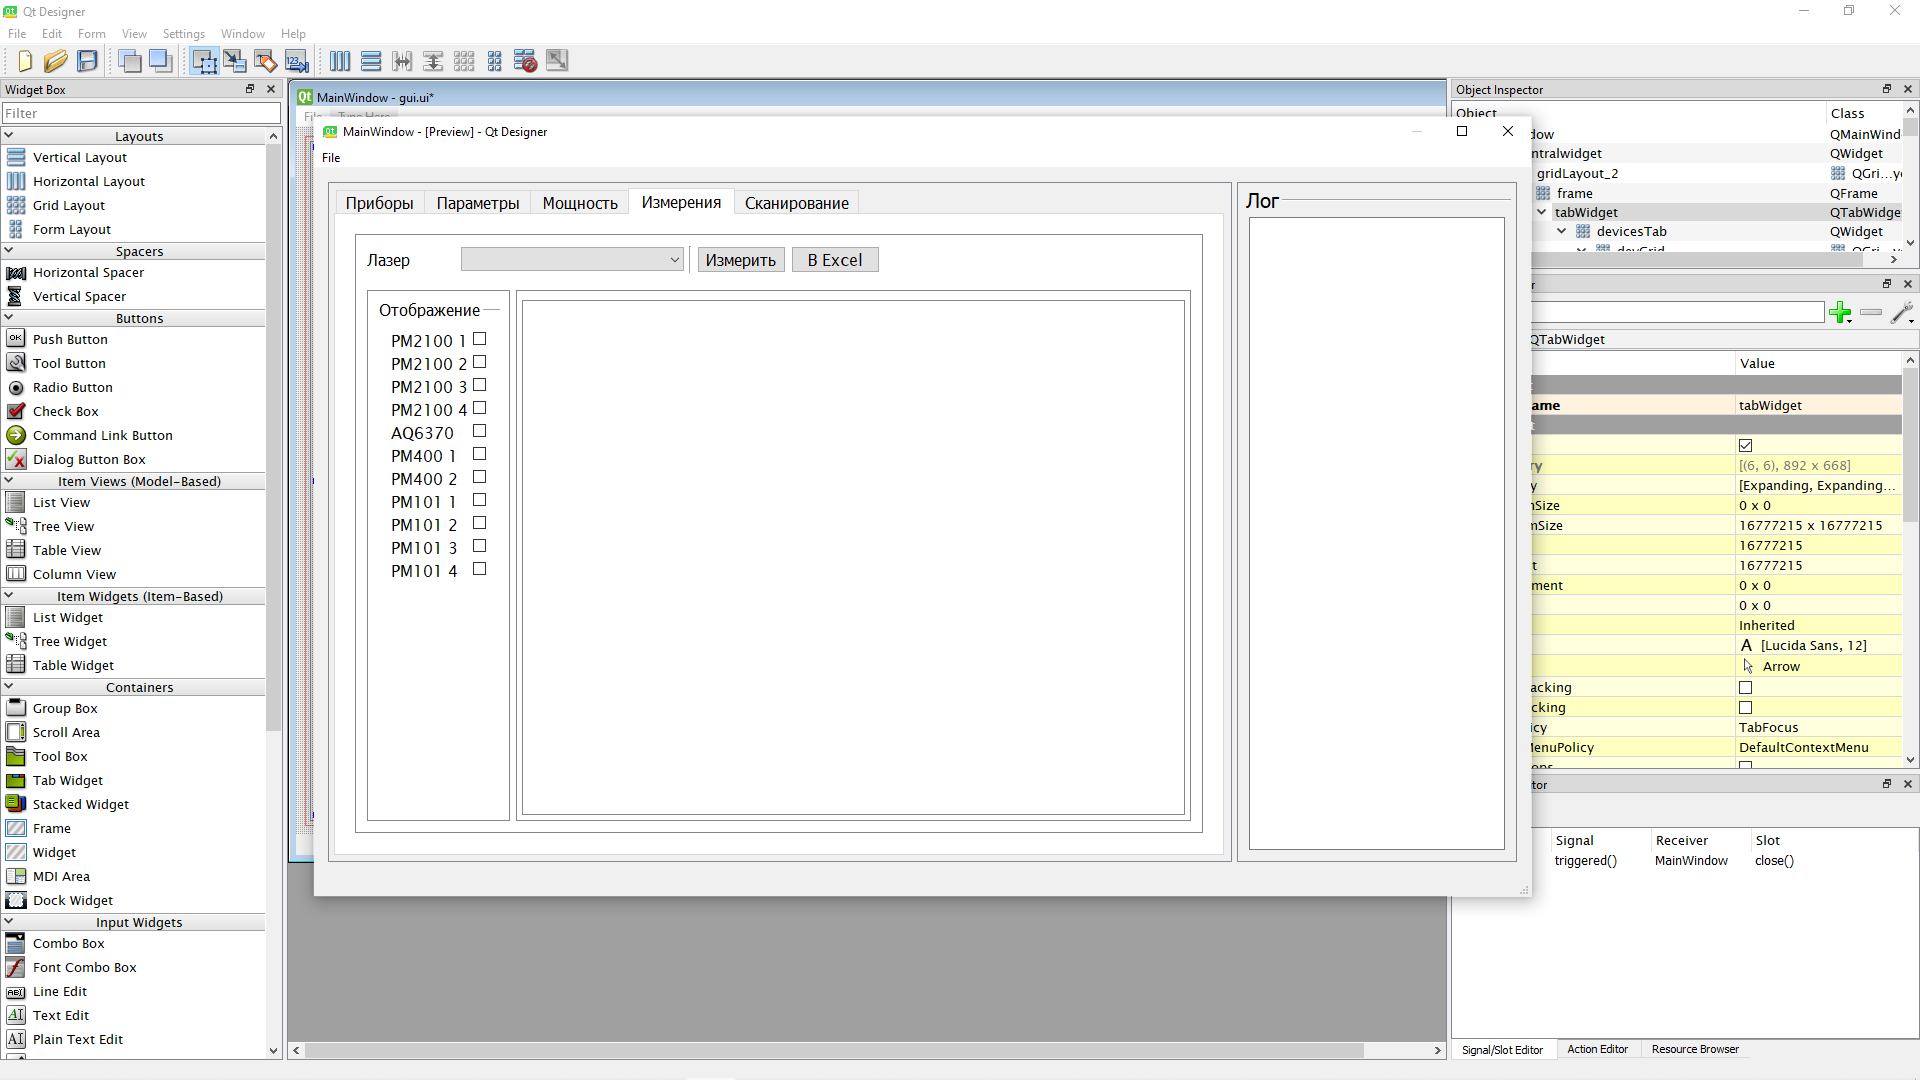 Qt Designer
File Edit Form View Settings Window Help
Widget Box
Filter
Layouts
Vertical Layout
Horizontal Layout
Grid Layout
Form Layout
Spacers
Horizontal Spacer
Vertical Spacer
Buttons
Push Button
Tool Button
Radio Button
Check Box
Command Link Button
Dialog Button Box
Item Views (Model-Based)
List View
Tree View
Table View
Column View
Item Widgets (Item-Based)
List Widget
Tree Widget
Table Widget
Containers
Group Box
Scroll Area
Tool Box
Tab Widget
Stacked Widget
Frame
Widget
MDI Area
Dock Widget
Input Widgets
Combo Box
Font Combo Box
Line Edit
Text Edit
Plain Text Edit
MainWindow - gui.ui*
MainWindow - [Preview] - Qt Designer
File
Приборы Параметры Мощность Измерения Сканирование
Лазер Измерить В Excel
Отображение
PM2100 1
PM2100 2
PM2100 3
PM2100 4
AQ6370
PM400 1
PM400 2
PM101 1
PM101 2
PM101 3
PM101 4
Лог
Object Inspector
Object Class
dow QMainWind
ntralwidget QWidget
gridLayout_2 QGri...y
frame QFrame
tabWidget QTabWidge
devicesTab QWidget
QTabWidget
Value
ame tabWidget
ry [(6, 6), 892 x 668]
y [Expanding, Expanding...
mSize 0 x 0
mSize 16777215 x 16777215
16777215
t 16777215
ment 0 x 0
0 x 0
Inherited
A [Lucida Sans, 12]
Arrow
acking
cking
icy TabFocus
MenuPolicy DefaultContextMenu
tor
Signal Receiver Slot
triggered() MainWindow close()
Signal/Slot Editor Action Editor Resource Browser